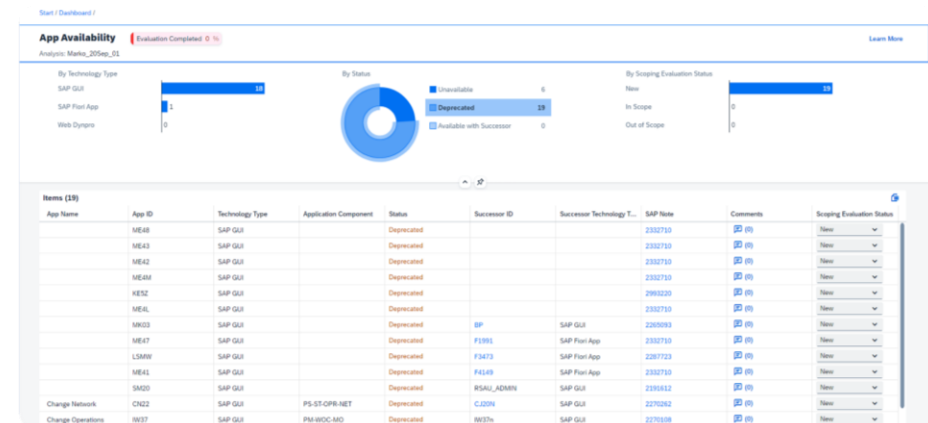 Start / Dashboard /
App Availability
Evaluation Completed 0 %
Learn More
Analysis: Marko_20Sep_01
By Technology Type
SAP GUI 18
SAP Fiori App 1
Web Dynpro 0
By Status
Unavailable 6
Deprecated 19
Available with Successor 0
By Scoping Evaluation Status
New 19
In Scope 0
Out of Scope 0
Items (19)
App Name App ID Technology Type Application Component Status Successor ID Successor Technology T... SAP Note Comments Scoping Evaluation Status
ME48 SAP GUI Deprecated 2332710 (0) New
ME43 SAP GUI Deprecated 2332710 (0) New
ME42 SAP GUI Deprecated 2332710 (0) New
ME4M SAP GUI Deprecated 2332710 (0) New
KE5Z SAP GUI Deprecated 2993220 (0) New
ME4L SAP GUI Deprecated 2332710 (0) New
MK03 SAP GUI Deprecated BP SAP GUI 2265093 (0) New
ME47 SAP GUI Deprecated F1991 SAP Fiori App 2332710 (0) New
LSMW SAP GUI Deprecated F3473 SAP Fiori App 2287723 (0) New
ME41 SAP GUI Deprecated F4149 SAP Fiori App 2332710 (0) New
SM20 SAP GUI Deprecated RSAU_ADMIN SAP GUI 2191612 (0) New
Change Network CN22 SAP GUI PS-ST-OPR-NET Deprecated CJ20N SAP GUI 2270262 (0) New
Change Operations IW37 SAP GUI PM-WOC-MO Deprecated IW37n SAP GUI 2270108 (0) New